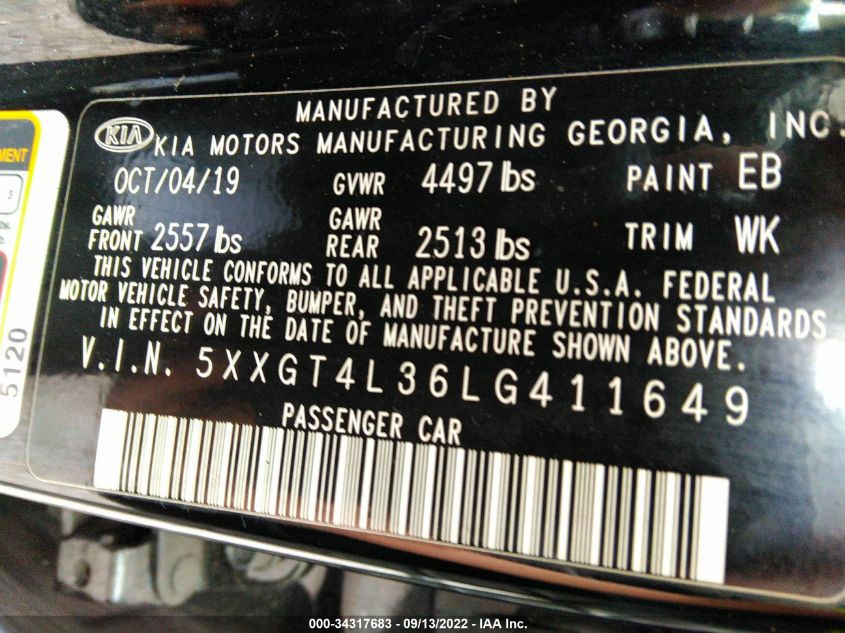 MANUFACTURED BY
KIA KIA MOTORS MANUFACTURING GEORGIA, INC.
OCT/04/19 GVWR 4497 lbs PAINT EB
GAWR FRONT 2557 lbs GAWR REAR 2513 lbs TRIM WK
THIS VEHICLE CONFORMS TO ALL APPLICABLE U.S.A. FEDERAL
MOTOR VEHICLE SAFETY, BUMPER, AND THEFT PREVENTION STANDARDS
IN EFFECT ON THE DATE OF MANUFACTURE SHOWN ABOVE.
V.I.N. 5XXGT4L36LG411649
PASSENGER CAR
5120
000-34317683 - 09/13/2022 - IAA Inc.